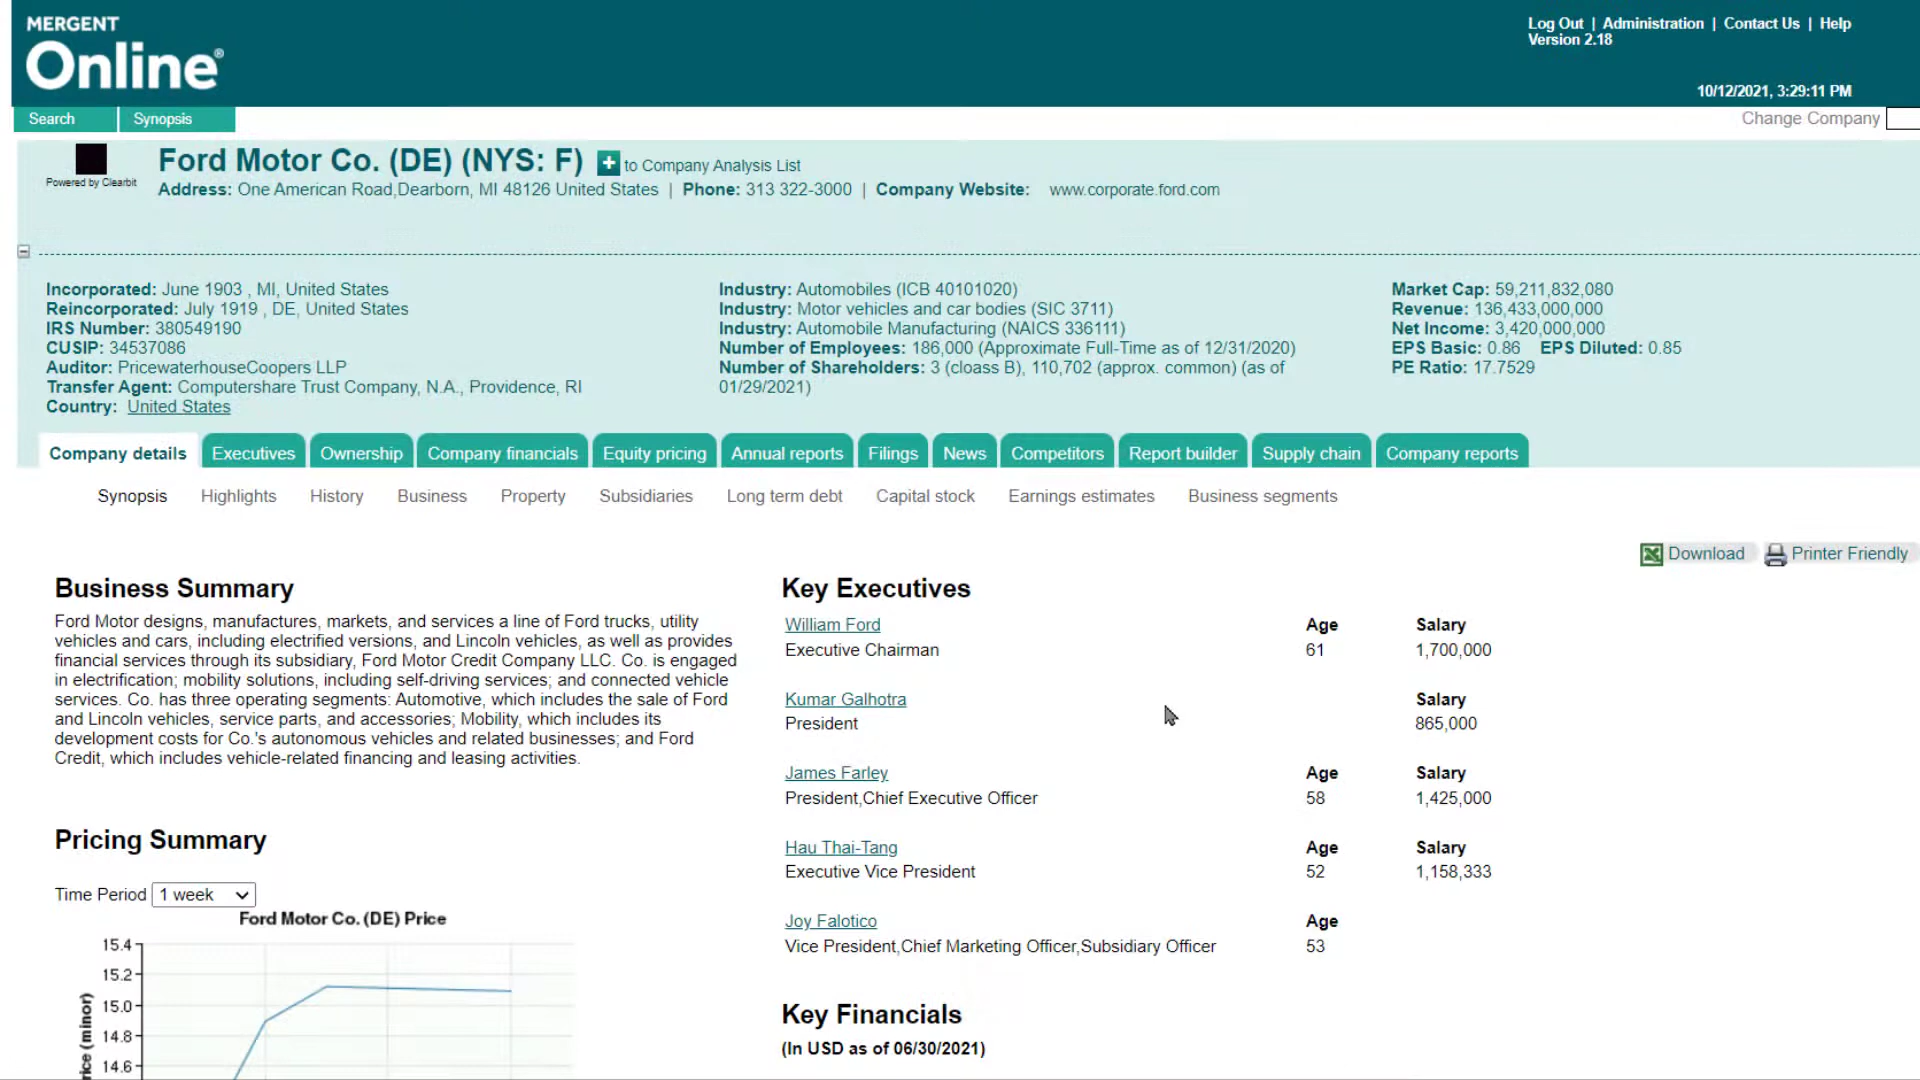 MERGENT
Online®
Log Out | Administration | Contact Us | Help
Version 2.18
10/12/2021, 3:29:11 PM
Search
Synopsis
Change Company
Powered by Clearbit
Ford Motor Co. (DE) (NYS: F) + to Company Analysis List
Address: One American Road,Dearborn, MI 48126 United States | Phone: 313 322-3000 | Company Website: www.corporate.ford.com
Incorporated: June 1903 , MI, United States
Reincorporated: July 1919 , DE, United States
IRS Number: 380549190
CUSIP: 34537086
Auditor: PricewaterhouseCoopers LLP
Transfer Agent: Computershare Trust Company, N.A., Providence, RI
Country: United States
Industry: Automobiles (ICB 40101020)
Industry: Motor vehicles and car bodies (SIC 3711)
Industry: Automobile Manufacturing (NAICS 336111)
Number of Employees: 186,000 (Approximate Full-Time as of 12/31/2020)
Number of Shareholders: 3 (cloass B), 110,702 (approx. common) (as of
01/29/2021)
Market Cap: 59,211,832,080
Revenue: 136,433,000,000
Net Income: 3,420,000,000
EPS Basic: 0.86 EPS Diluted: 0.85
PE Ratio: 17.7529
Company details Executives Ownership Company financials Equity pricing Annual reports Filings News Competitors Report builder Supply chain Company reports
Synopsis Highlights History Business Property Subsidiaries Long term debt Capital stock Earnings estimates Business segments
Download Printer Friendly
Business Summary
Ford Motor designs, manufactures, markets, and services a line of Ford trucks, utility
vehicles and cars, including electrified versions, and Lincoln vehicles, as well as provides
financial services through its subsidiary, Ford Motor Credit Company LLC. Co. is engaged
in electrification; mobility solutions, including self-driving services; and connected vehicle
services. Co. has three operating segments: Automotive, which includes the sale of Ford
and Lincoln vehicles, service parts, and accessories; Mobility, which includes its
development costs for Co.'s autonomous vehicles and related businesses; and Ford
Credit, which includes vehicle-related financing and leasing activities.
Pricing Summary
Time Period 1 week
Ford Motor Co. (DE) Price
15.4
15.2
15.0
14.8
14.6
rice (minor)
Key Executives
William Ford Age Salary
Executive Chairman 61 1,700,000
Kumar Galhotra Salary
President 865,000
James Farley Age Salary
President,Chief Executive Officer 58 1,425,000
Hau Thai-Tang Age Salary
Executive Vice President 52 1,158,333
Joy Falotico Age
Vice President,Chief Marketing Officer,Subsidiary Officer 53
Key Financials
(In USD as of 06/30/2021)